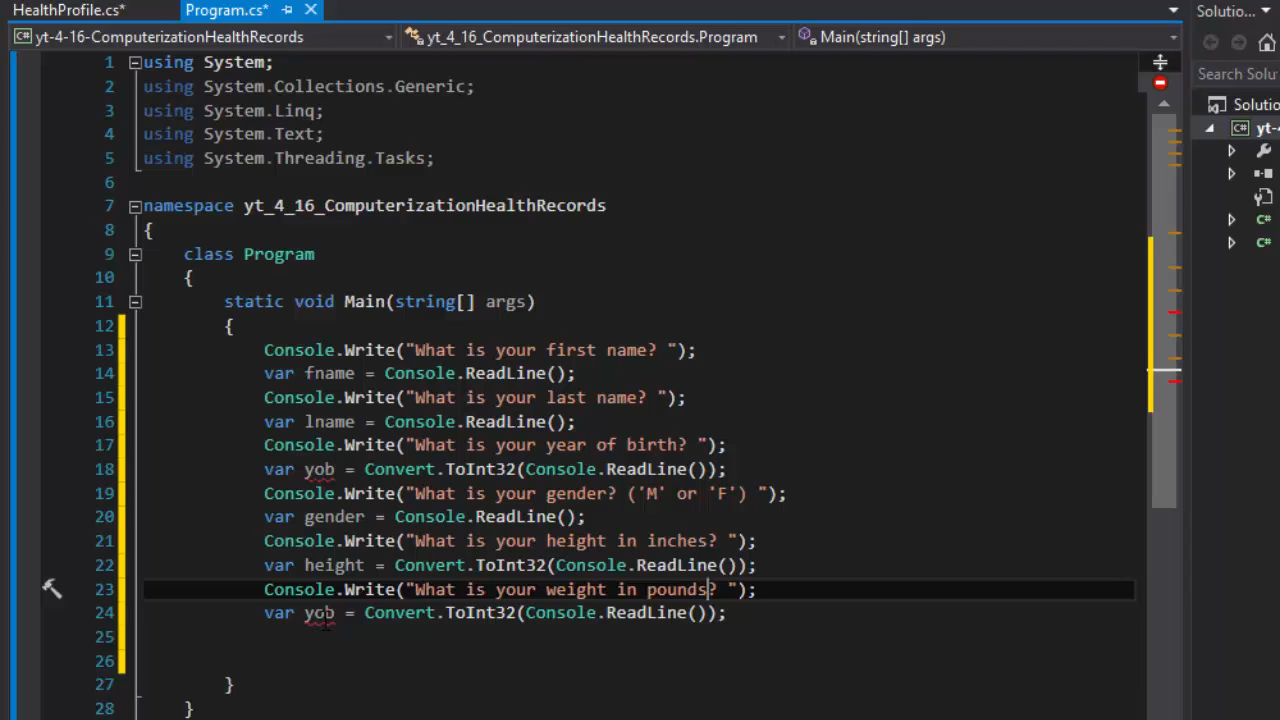 HealthProfile.cs* Program.cs* Solutio...
yt-4-16-ComputerizationHealthRecords yt_4_16_ComputerizationHealthRecords.Program Main(string[] args)
Search Solu
Solutio
yt-4
1 using System;
2 using System.Collections.Generic;
3 using System.Linq;
4 using System.Text;
5 using System.Threading.Tasks;
6
7 namespace yt_4_16_ComputerizationHealthRecords
8 {
9 class Program
10 {
11 static void Main(string[] args)
12 {
13 Console.Write("What is your first name? ");
14 var fname = Console.ReadLine();
15 Console.Write("What is your last name? ");
16 var lname = Console.ReadLine();
17 Console.Write("What is your year of birth? ");
18 var yob = Convert.ToInt32(Console.ReadLine());
19 Console.Write("What is your gender? ('M' or 'F') ");
20 var gender = Console.ReadLine();
21 Console.Write("What is your height in inches? ");
22 var height = Convert.ToInt32(Console.ReadLine());
23 Console.Write("What is your weight in pounds? ");
24 var yob = Convert.ToInt32(Console.ReadLine());
25
26
27 }
28 }